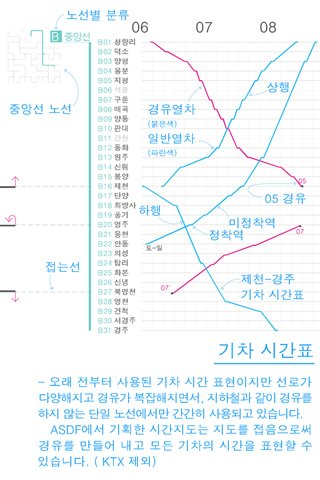 노선별 분류
06 07 08
B 중앙선
중앙선 노선
B02 덕소
B03 양평
B04 용문
B05 지평
B06 석불
B07 구둔
B08 매곡
B09 양동
B10 판대
B11 간현
B12 동화
B13 원주
B14 신림
B15 봉양
B16 제천
B17 단양
B18 희방사
B19 풍기
B20 영주
B21 옹천
B22 안동
B23 의성
B24 탑리
B25 화본
B26 신녕
B27 북영천
B28 영천
B29 건천
B30 서경주
B31 경주
상행
경유열차
(붉은색)
일반열차
(파란색)
05
05 경유
하행
미정착역
정착역
07
토-일
접는선
07
제천-경주
기차 시간표
기차 시간표
- 오래 전부터 사용된 기차 시간 표현이지만 선로가
다양해지고 경유가 복잡해지면서, 지하철과 같이 경유를
하지 않는 단일 노선에서만 간간히 사용되고 있습니다.
ASDF에서 기획한 시간지도는 지도를 접음으로써
경유를 만들어 내고 모든 기차의 시간을 표현할 수
있습니다. ( KTX 제외)